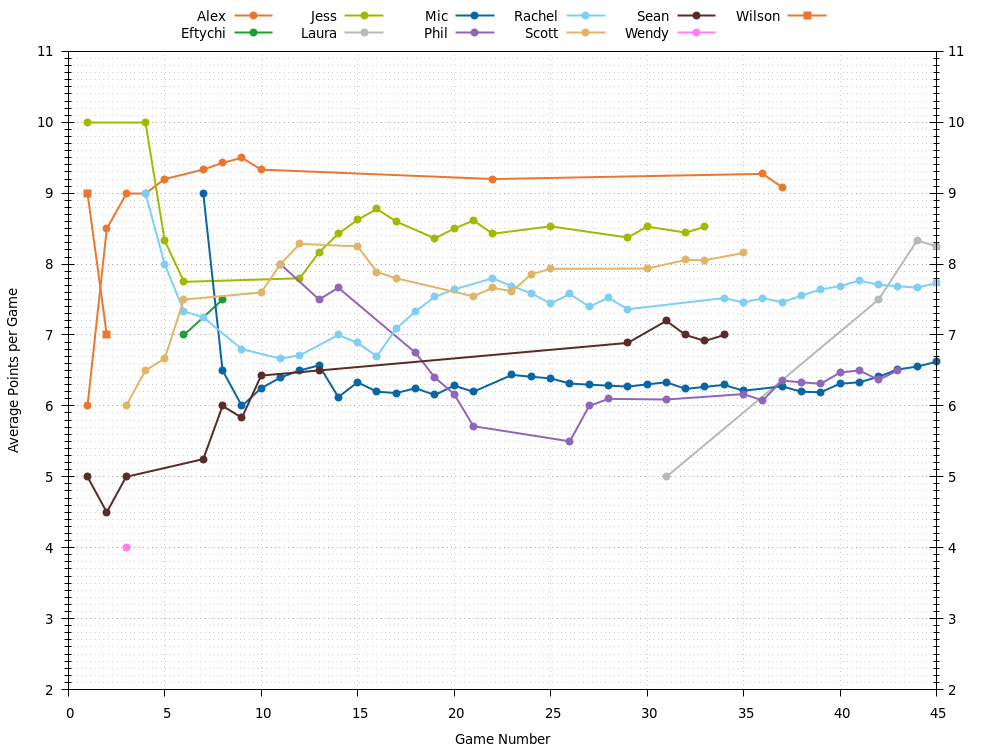 Alex Jess Mic Rachel Sean Wilson
Eftychi Laura Phil Scott Wendy
11 11
10 10
9 9
8 8
7 7
6 6
5 5
4 4
3 3
2 2
0 5 10 15 20 25 30 35 40 45
Average Points per Game
Game Number